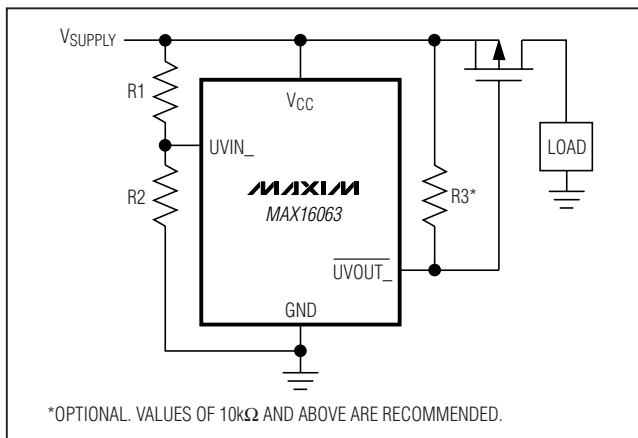 VSUPPLY
R1
VCC
UVIN_
LOAD
R2
MAXIM
MAX16063
R3*
UVOUT_
GND
*OPTIONAL. VALUES OF 10kΩ AND ABOVE ARE RECOMMENDED.